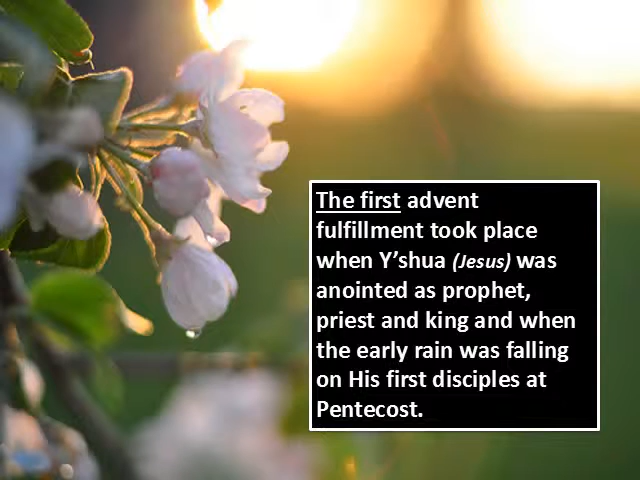 The first advent
fulfillment took place
when Y’shua (Jesus) was
anointed as prophet,
priest and king and when
the early rain was falling
on His first disciples at
Pentecost.